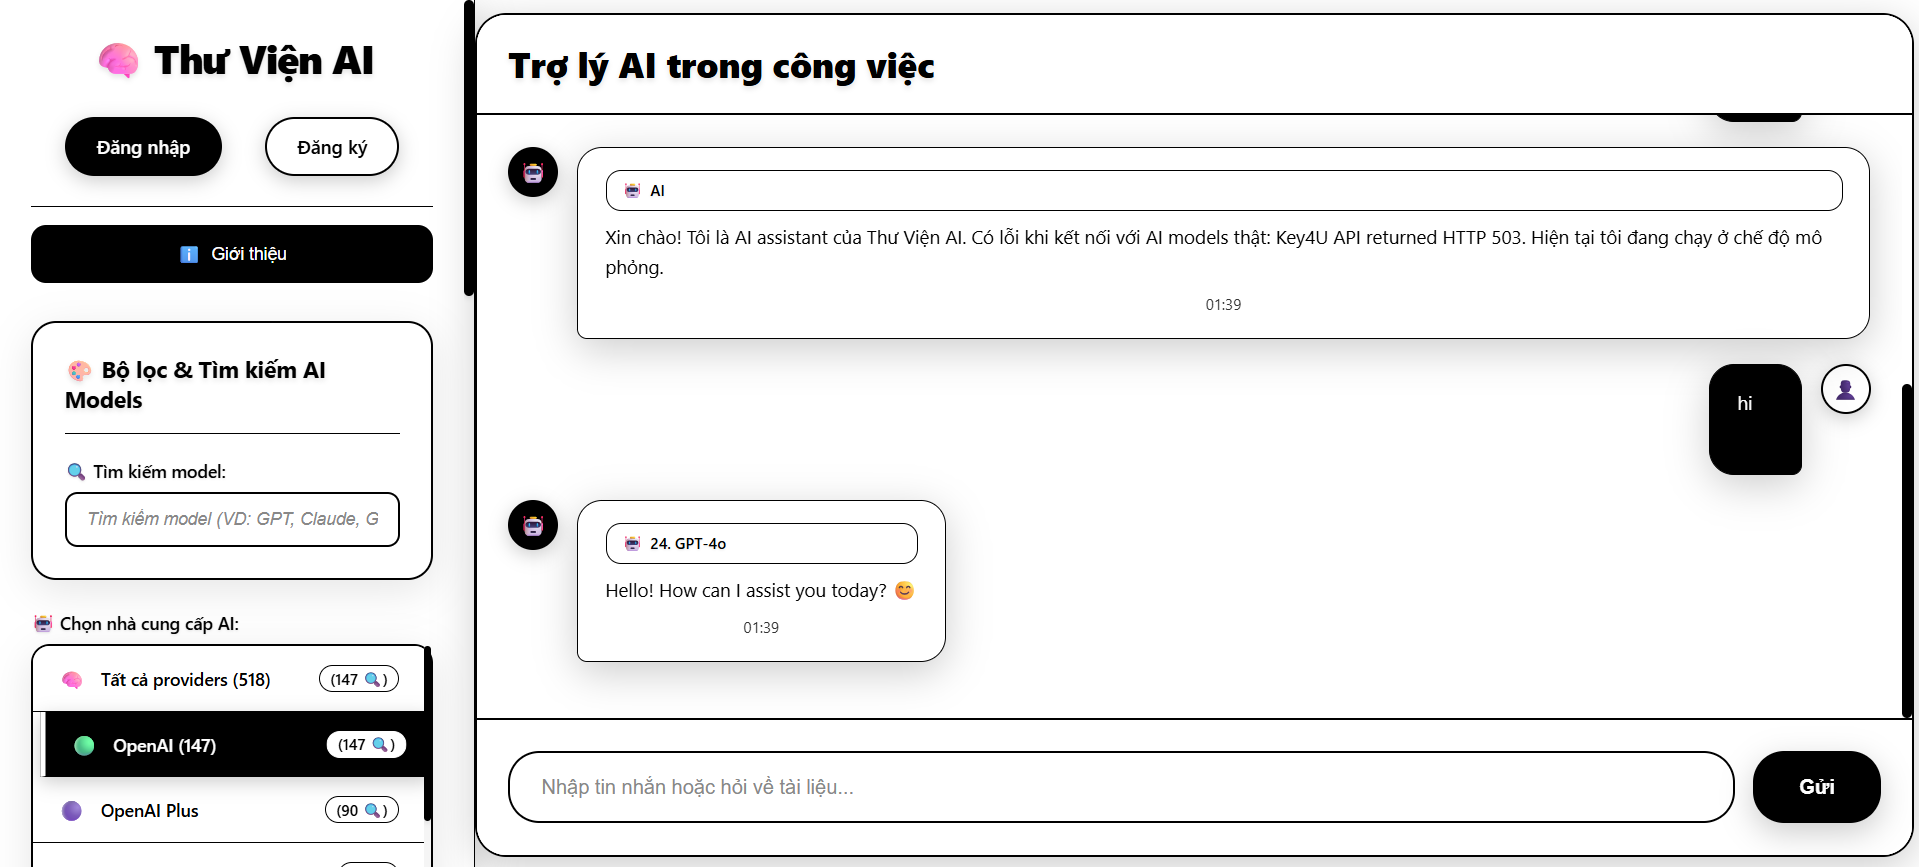 Thư Viện AI
Đăng nhập
Đăng ký
Giới thiệu
Bộ lọc & Tìm kiếm AI
Models
Tìm kiếm model:
Tìm kiếm model (VD: GPT, Claude, G
Chọn nhà cung cấp AI:
Tất cả providers (518)
(147 🔍)
OpenAI (147)
(147 🔍)
OpenAI Plus
(90 🔍)
Trợ lý AI trong công việc
AI
Xin chào! Tôi là AI assistant của Thư Viện AI. Có lỗi khi kết nối với AI models thật: Key4U API returned HTTP 503. Hiện tại tôi đang chạy ở chế độ mô
phỏng.
01:39
hi
24. GPT-4o
Hello! How can I assist you today? 😊
01:39
Nhập tin nhắn hoặc hỏi về tài liệu...
Gửi